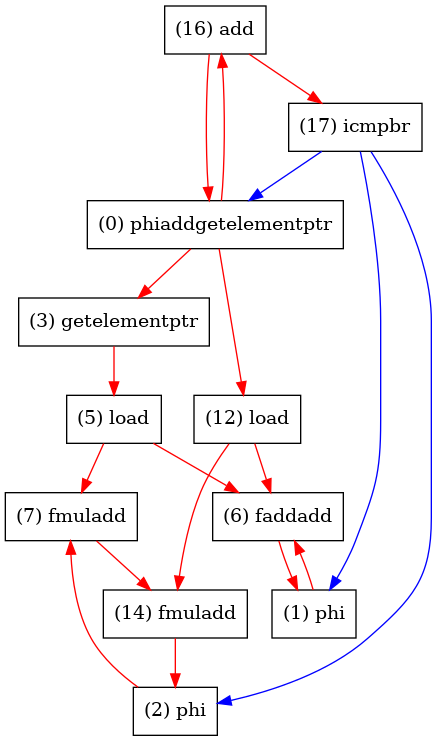 (16) add
(17) icmpbr
(0) phiaddgetelementptr
(3) getelementptr
(5) load
(12) load
(7) fmuladd
(6) faddadd
(14) fmuladd
(1) phi
(2) phi